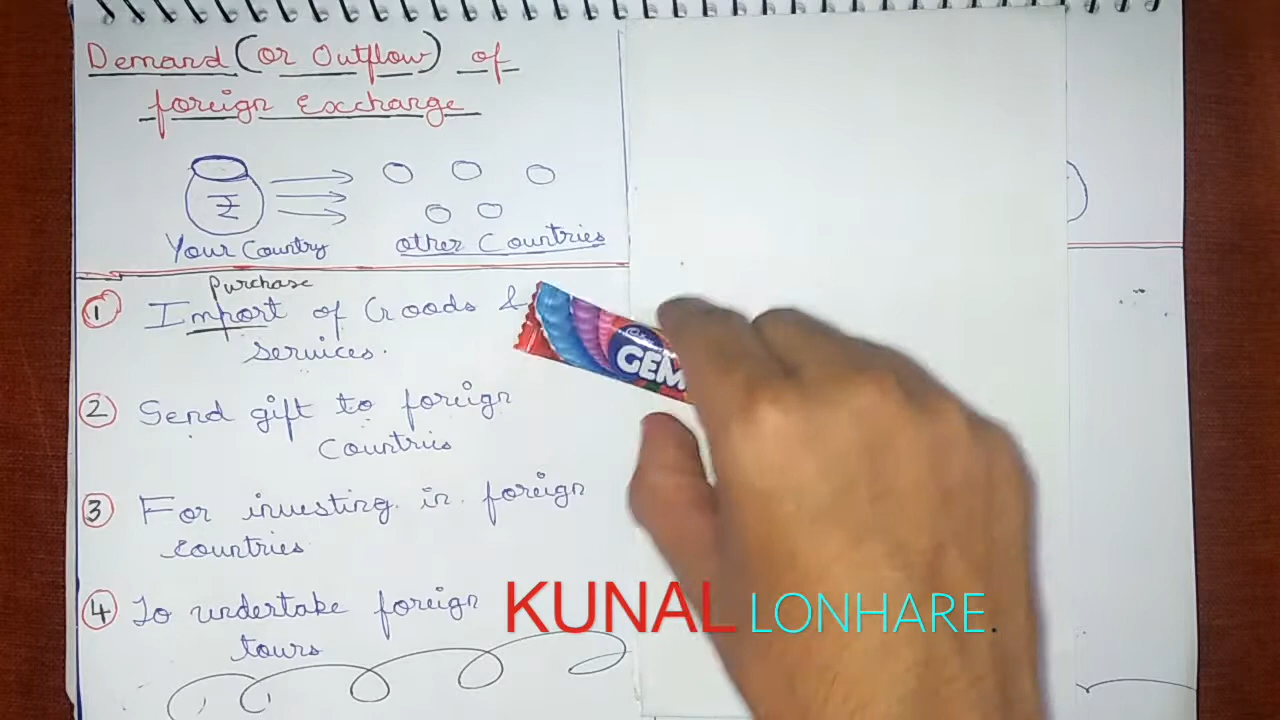 Demand (or Outflow) of
foreign Exchange
₹
Your Country
other Countries
Purchase
① Import of Goods &
services.
② Send gift to foreign
Countries
③ For investing in foreign
countries
④ To undertake foreign
tours
GEM
KUNAL LONHARE.